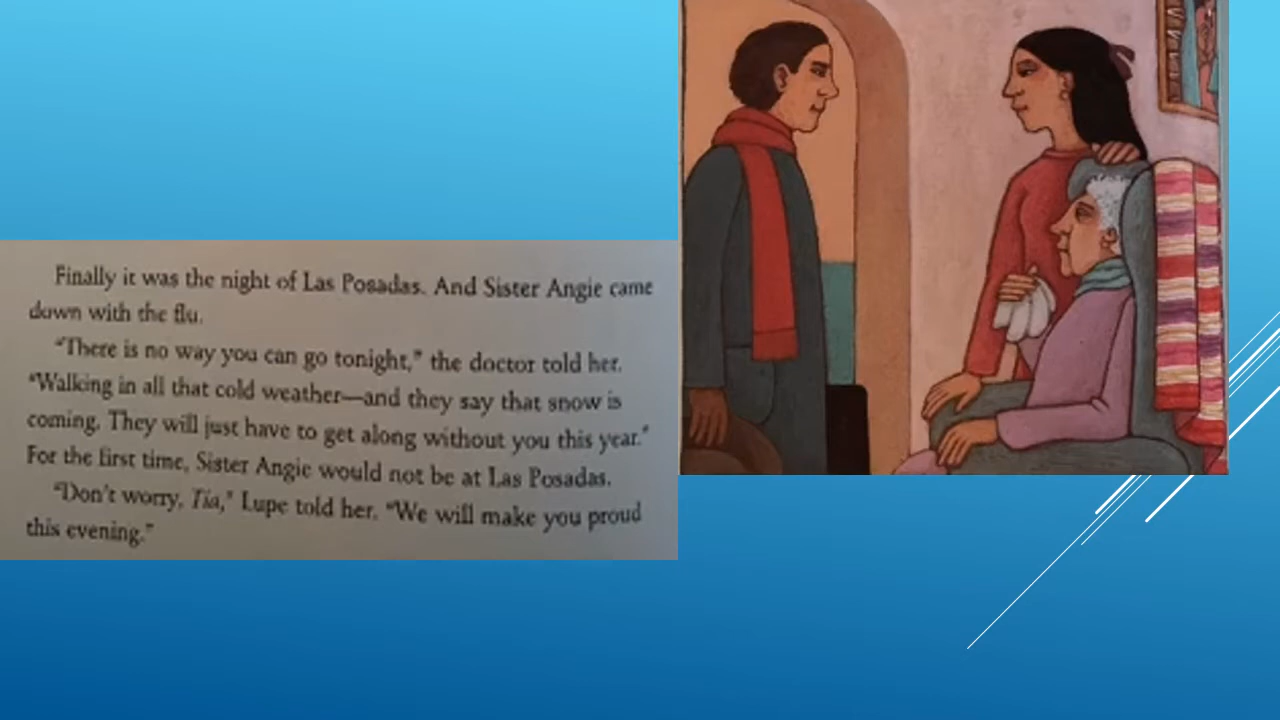 Finally it was the night of Las Posadas. And Sister Angie came
down with the flu.
“There is no way you can go tonight,” the doctor told her.
“Walking in all that cold weather—and they say that snow is
coming. They will just have to get along without you this year.”
For the first time, Sister Angie would not be at Las Posadas.
“Don’t worry, Tía,” Lupe told her. “We will make you proud
this evening.”